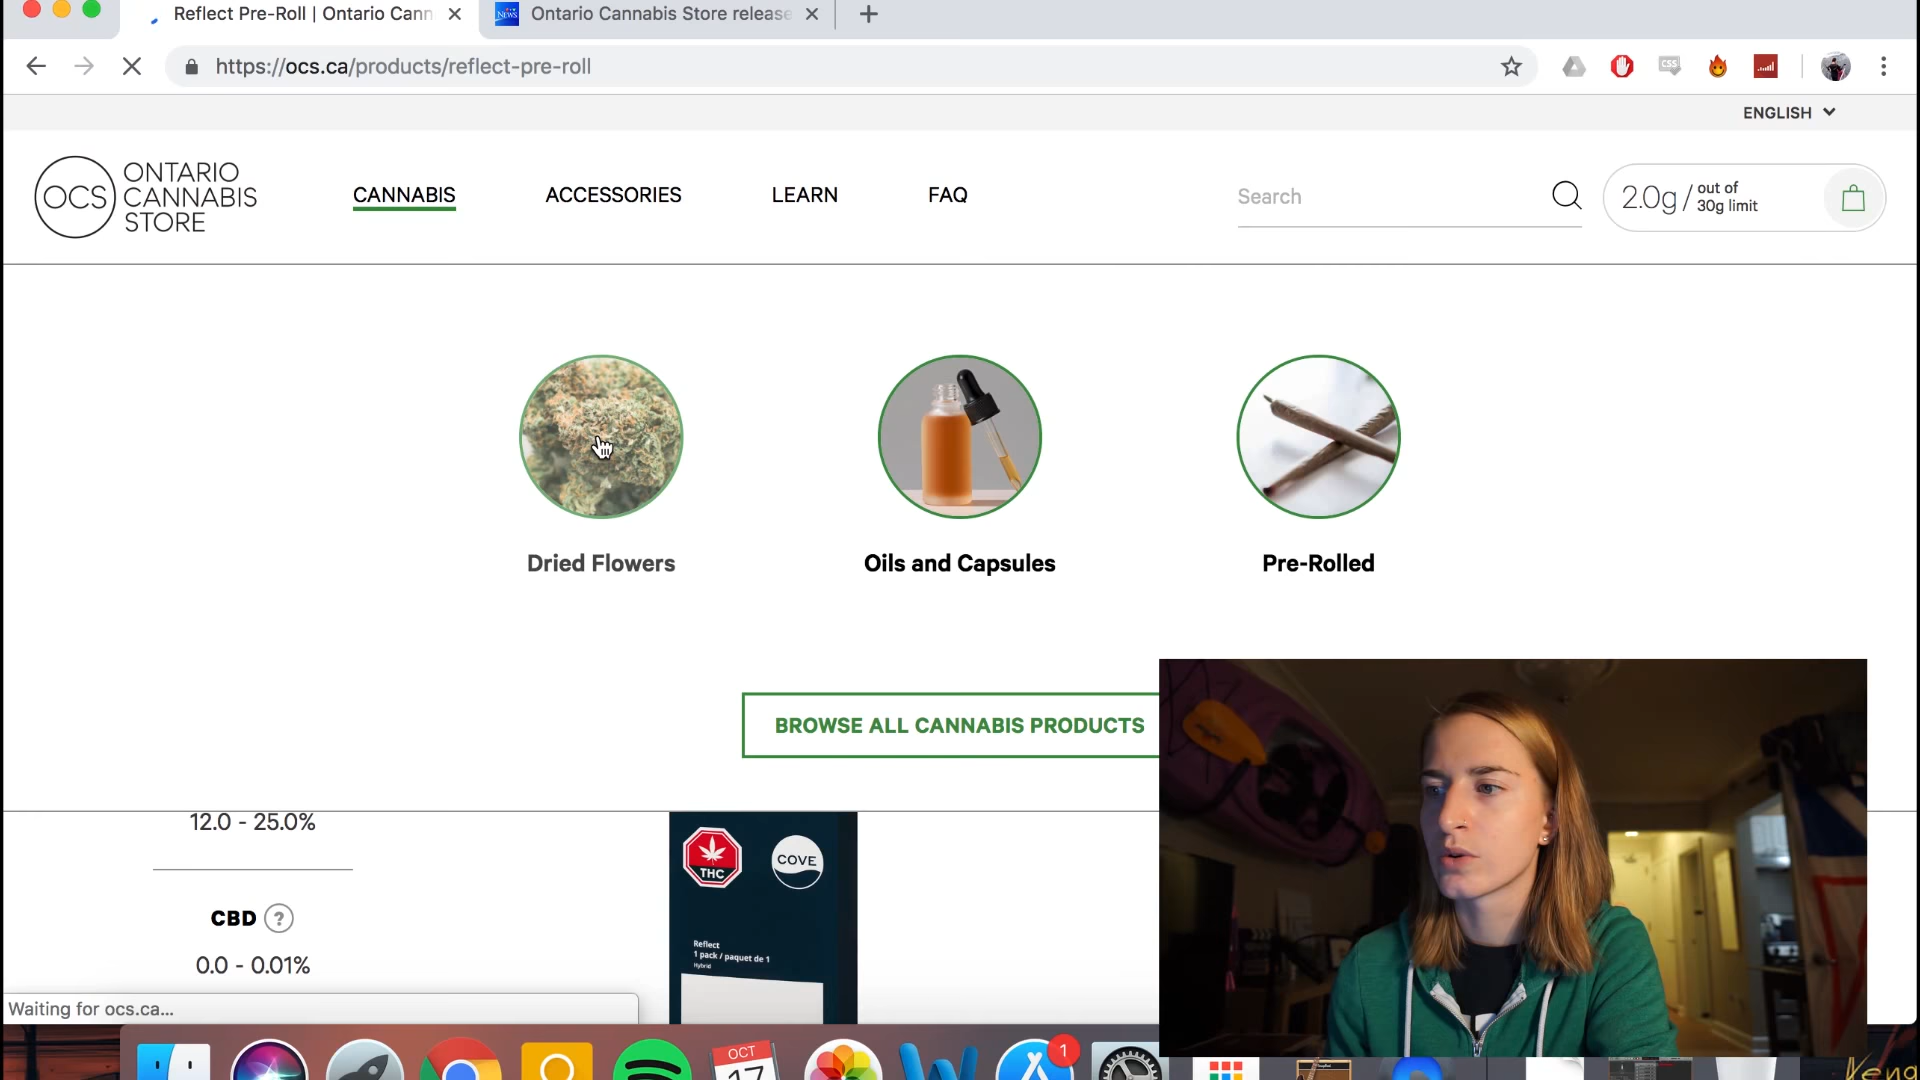 Reflect Pre-Roll | Ontario Cann
Ontario Cannabis Store release
https://ocs.ca/products/reflect-pre-roll
ENGLISH
OCS
ONTARIO
CANNABIS
STORE
CANNABIS
ACCESSORIES
LEARN
FAQ
Search
2.0g / out of
30g limit
Dried Flowers
Oils and Capsules
Pre-Rolled
BROWSE ALL CANNABIS PRODUCTS
12.0 - 25.0%
CBD ?
0.0 - 0.01%
THC
COVE
Reflect
1 pack / paquet de 1
Hybrid
Waiting for ocs.ca...
OCT
17
1